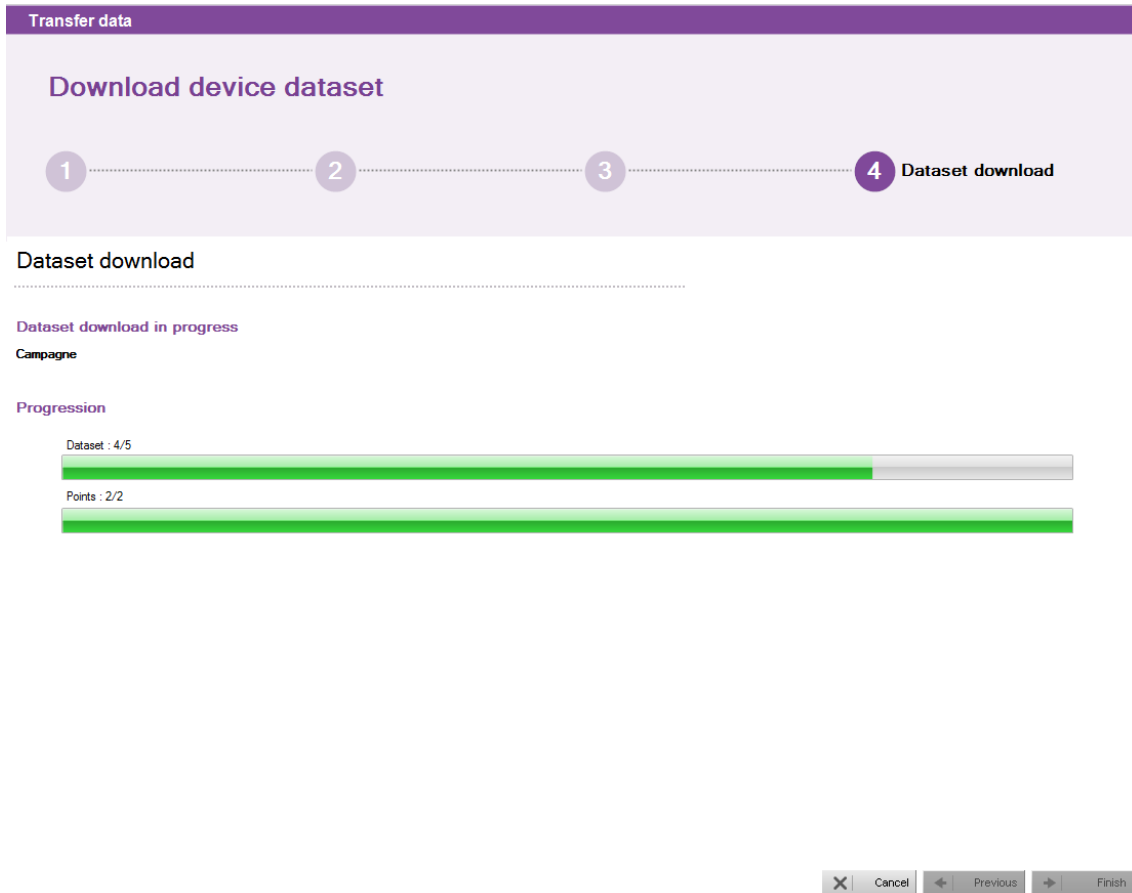 Transfer data
Download device dataset
1 2 3 4 Dataset download
Dataset download
Dataset download in progress
Campagne
Progression
Dataset : 4/5
Points : 2/2
Cancel Previous Finish